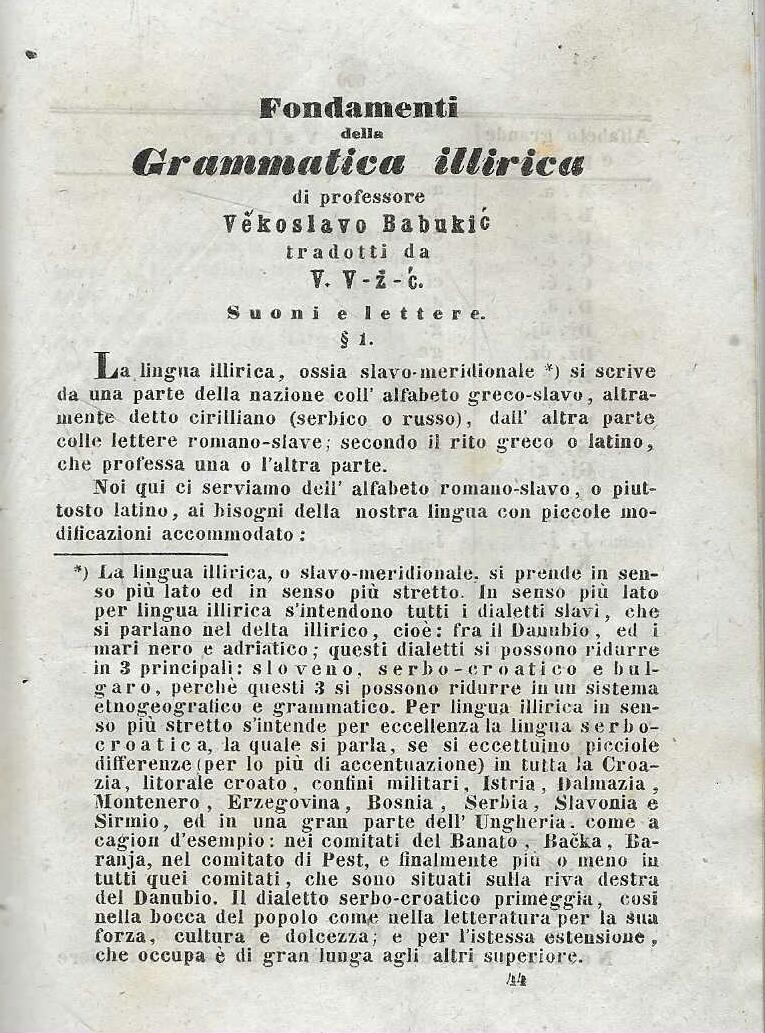 Fondamenti
della
Grammatica illirica
di professore
Věkoslavo Babukić
tradotti da
V. V-ž-ć.
Suoni e lettere.
§ 1.
La lingua illirica, ossia slavo-meridionale *) si scrive
da una parte della nazione coll' alfabeto greco-slavo, altra-
mente detto cirilliano (serbico o russo), dall' altra parte
colle lettere romano-slave; secondo il rito greco o latino,
che professa una o l'altra parte.
Noi qui ci serviamo dell' alfabeto romano-slavo, o piut-
tosto latino, ai bisogni della nostra lingua con piccole mo-
dificazioni accommodato:
*) La lingua illirica, o slavo-meridionale. si prende in sen-
so più lato ed in senso più stretto. In senso più lato
per lingua illirica s'intendono tutti i dialetti slavi, che
si parlano nel delta illirico, cioè: fra il Danubio, ed i
mari nero e adriatico; questi dialetti si possono ridurre
in 3 principali: sloveno, serbo-croatico e bul-
garo, perchè questi 3 si possono ridurre in un sistema
etnogeografico e grammatico. Per lingua illirica in sen-
so più stretto s'intende per eccellenza la lingua serbo-
croatica, la quale si parla, se si eccettuino picciole
differenze (per lo più di accentuazione) in tutta la Croa-
zia, litorale croato, confini militari, Istria, Dalmazia,
Montenero, Erzegovina, Bosnia, Serbia, Slavonia e
Sirmio, ed in una gran parte dell' Ungheria. come a
cagion d'esempio: nei comitati del Banato, Bačka, Ba-
ranja, nel comitato di Pest, e finalmente più o meno in
tutti quei comitati, che sono situati sulla riva destra
del Danubio. Il dialetto serbo-croatico primeggia, così
nella bocca del popolo come nella letteratura per la sua
forza, cultura e dolcezza; e per l'istessa estensione,
che occupa è di gran lunga agli altri superiore.
44